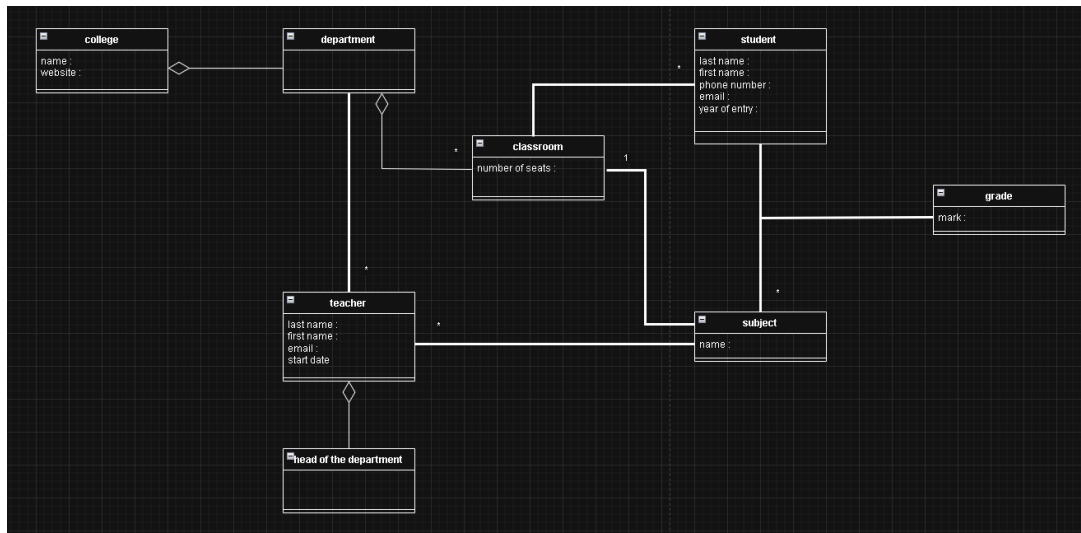 college
name :
website :
department
student
last name :
first name :
phone number :
email :
year of entry :
*
classroom
number of seats :
*
1
grade
mark :
*
teacher
last name :
first name :
email :
start date
*
*
subject
name :
head of the department